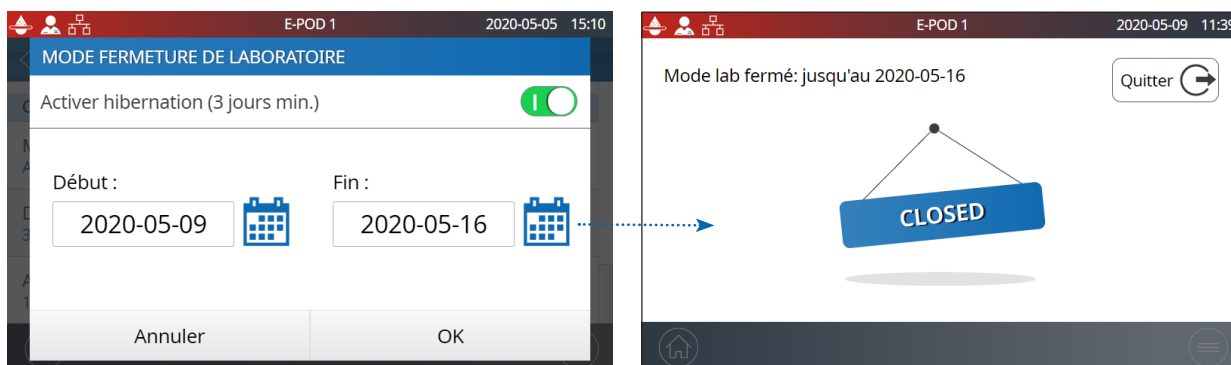 E-POD 1
2020-05-05 15:10
MODE FERMETURE DE LABORATOIRE
Activer hibernation (3 jours min.)
Début :
Fin :
2020-05-09
2020-05-16
Annuler
OK
E-POD 1
2020-05-09 11:39
Mode lab fermé: jusqu'au 2020-05-16
Quitter
CLOSED